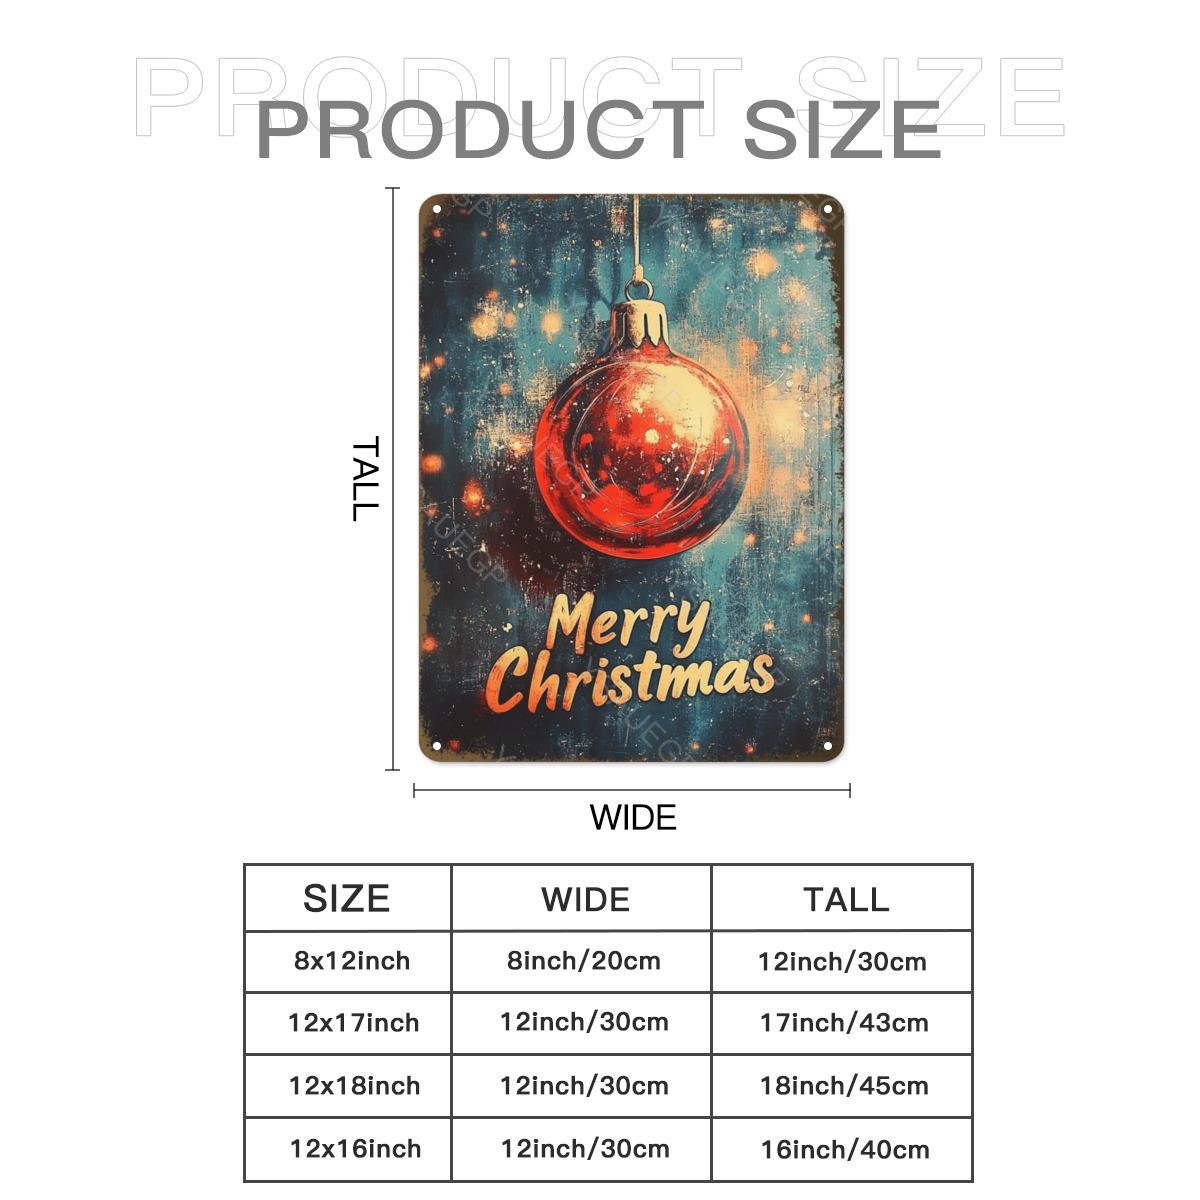 PRODUCT SIZE
PRODUCT SIZE
TALL
Merry
Christmas
WIDE
SIZE WIDE TALL
8x12inch 8inch/20cm 12inch/30cm
12x17inch 12inch/30cm 17inch/43cm
12x18inch 12inch/30cm 18inch/45cm
12x16inch 12inch/30cm 16inch/40cm